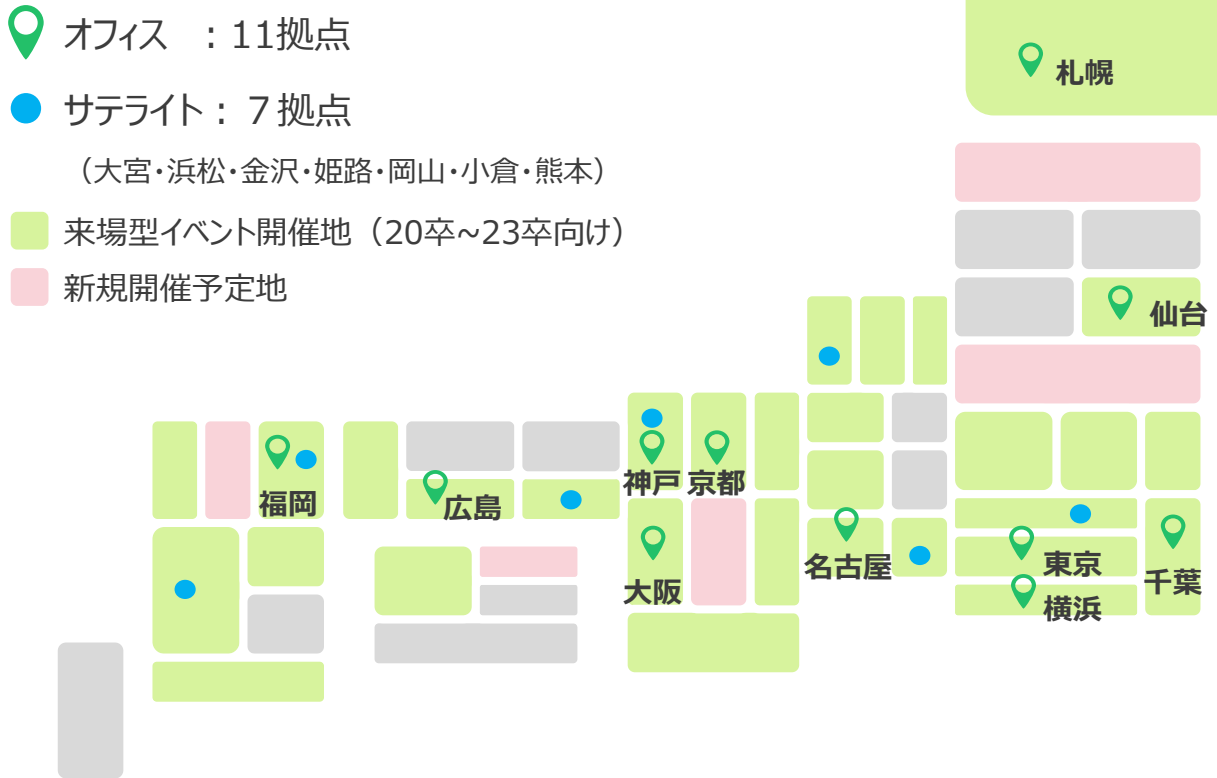 オフィス ：11拠点
サテライト：７拠点
（大宮・浜松・金沢・姫路・岡山・小倉・熊本）
来場型イベント開催地（20卒~23卒向け）
新規開催予定地
札幌
仙台
福岡
広島
神戸
京都
大阪
名古屋
東京
横浜
千葉